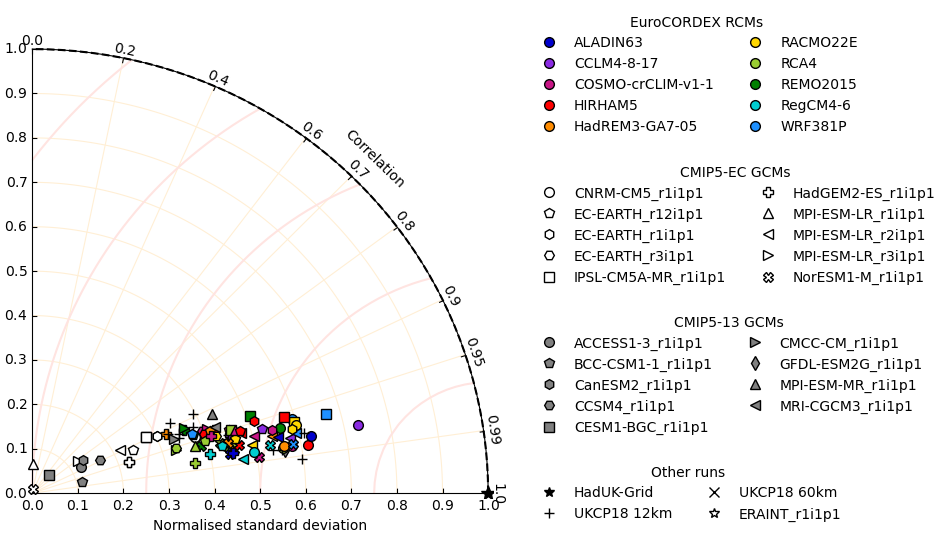 EuroCORDEX RCMs
ALADIN63
CCLM4-8-17
COSMO-crCLIM-v1-1
HIRHAM5
HadREM3-GA7-05
RACMO22E
RCA4
REMO2015
RegCM4-6
WRF381P
CMIP5-EC GCMs
CNRM-CM5_r1i1p1
EC-EARTH_r12i1p1
EC-EARTH_r1i1p1
EC-EARTH_r3i1p1
IPSL-CM5A-MR_r1i1p1
HadGEM2-ES_r1i1p1
MPI-ESM-LR_r1i1p1
MPI-ESM-LR_r2i1p1
MPI-ESM-LR_r3i1p1
NorESM1-M_r1i1p1
CMIP5-13 GCMs
ACCESS1-3_r1i1p1
BCC-CSM1-1_r1i1p1
CanESM2_r1i1p1
CCSM4_r1i1p1
CESM1-BGC_r1i1p1
CMCC-CM_r1i1p1
GFDL-ESM2G_r1i1p1
MPI-ESM-MR_r1i1p1
MRI-CGCM3_r1i1p1
Other runs
HadUK-Grid
UKCP18 12km
UKCP18 60km
ERAINT_r1i1p1
1.0
0.9
0.8
0.7
0.6
0.5
0.4
0.3
0.2
0.1
0.0
0.0
0.2
0.4
0.6
0.7
0.8
0.9
0.95
0.99
1.0
Correlation
0.0 0.1 0.2 0.3 0.4 0.5 0.6 0.7 0.8 0.9 1.0
Normalised standard deviation